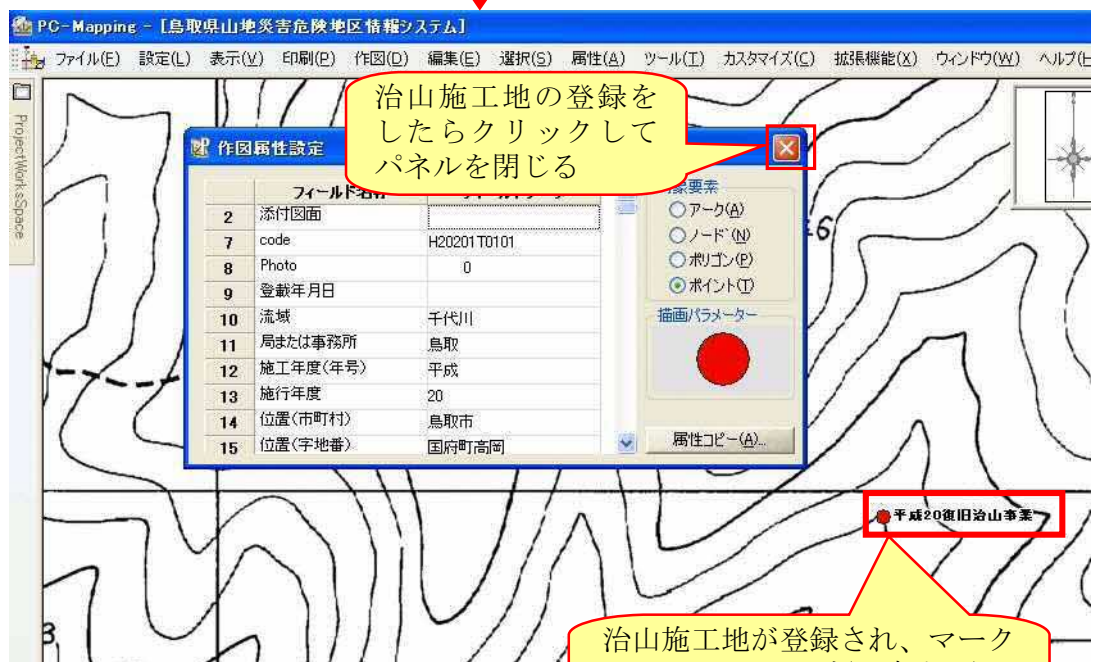 PC-Mapping - [鳥取県山地災害危険地区情報システム]
ファイル(F) 設定(L) 表示(V) 印刷(P) 作図(D) 編集(E) 選択(S) 属性(A) ツール(T) カスタマイズ(C) 拡張機能(X) ウィンドウ(W) ヘルプ(H
ProjectWorksSpace
治山施工地の登録を
したらクリックして
パネルを閉じる
作図属性設定
フィールド名称
2 添付図面
7 code H20201T0101
8 Photo 0
9 登載年月日
10 流域 千代川
11 局または事務所 鳥取
12 施工年度(年号) 平成
13 施行年度 20
14 位置(市町村) 鳥取市
15 位置(字地番) 国府町高岡
象要素
アーク(A)
ノード(N)
ポリゴン(P)
ポイント(T)
描画パラメーター
属性コピー(A)...
6
平成20復旧治山事業
3
治山施工地が登録され、マーク